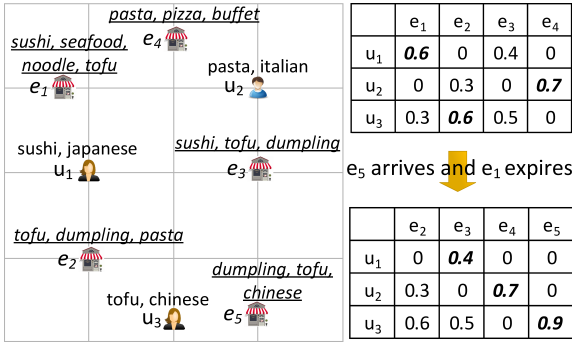 pasta, pizza, buffet
e4
sushi, seafood,
noodle, tofu
e1
pasta, italian
u2
sushi, japanese
u1
sushi, tofu, dumpling
e3
tofu, dumpling, pasta
e2
dumpling, tofu,
chinese
e5
tofu, chinese
u3
e1 e2 e3 e4
u1 0.6 0 0.4 0
u2 0 0.3 0 0.7
u3 0.3 0.6 0.5 0
e5 arrives and e1 expires
e2 e3 e4 e5
u1 0 0.4 0 0
u2 0.3 0 0.7 0
u3 0.6 0.5 0 0.9